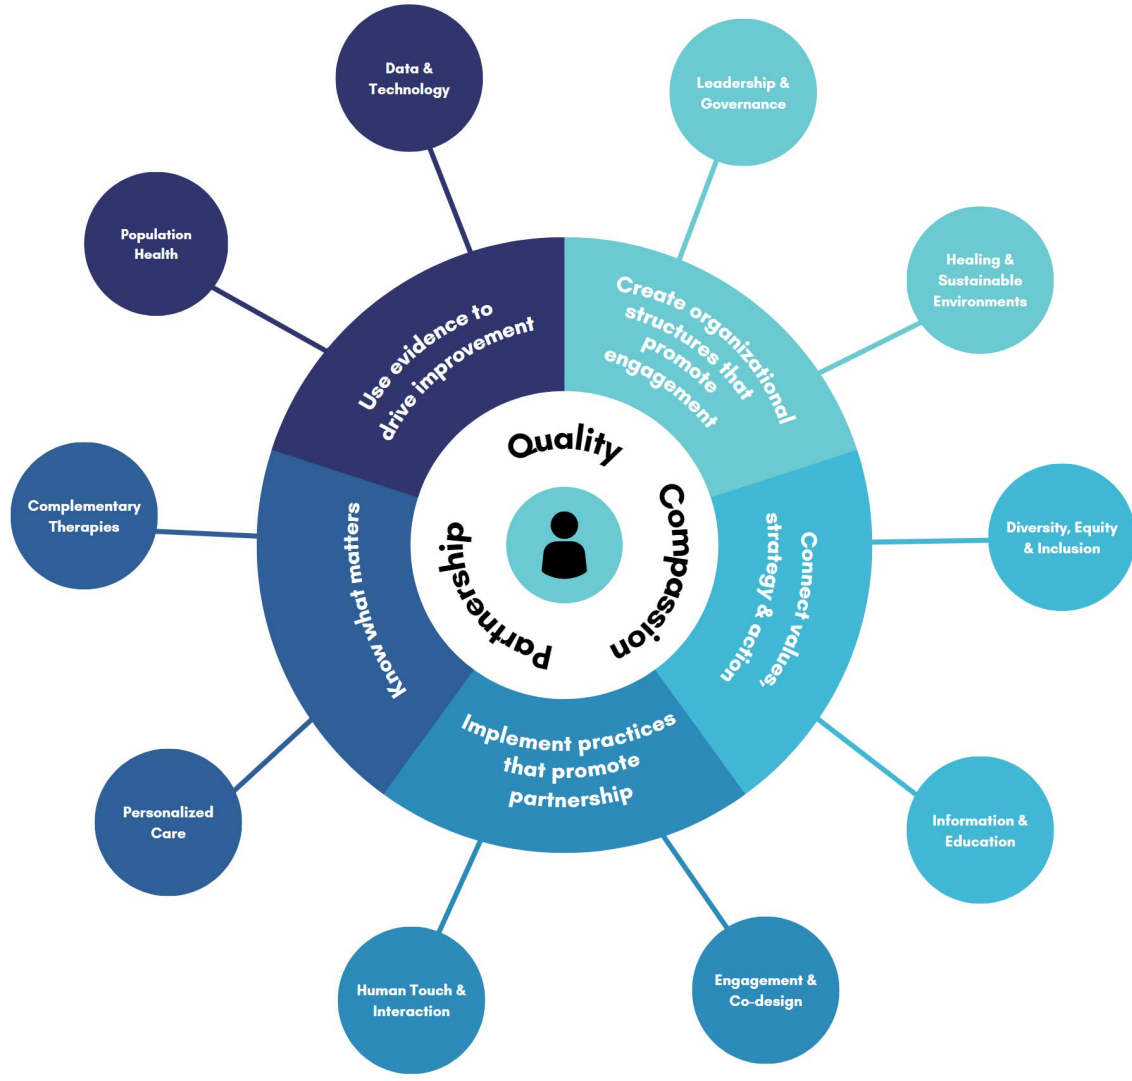 Data &
Technology
Leadership &
Governance
Population
Health
Healing &
Sustainable
Environments
Use evidence to
drive improvement
Create organizational
structures that
promote
engagement
Quality
Compassion
Partnership
Complementary
Therapies
Know what matters
Connect values,
strategy & action
Diversity, Equity
& Inclusion
Implement practices
that promote
partnership
Personalized
Care
Information &
Education
Human Touch &
Interaction
Engagement &
Co-design